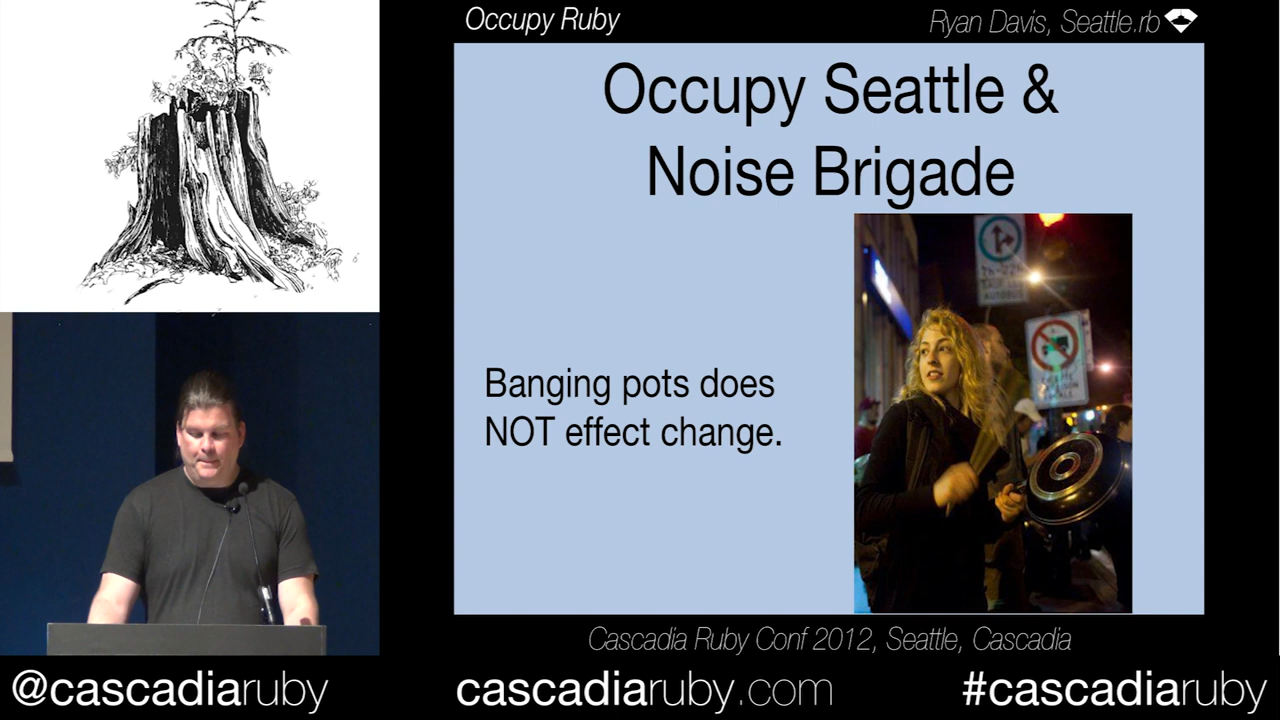 Occupy Ruby
Ryan Davis, Seattle.rb
Occupy Seattle &
Noise Brigade
Banging pots does
NOT effect change.
Cascadia Ruby Conf 2012, Seattle, Cascadia
@cascadiaruby
cascadiaruby.com
#cascadiaruby